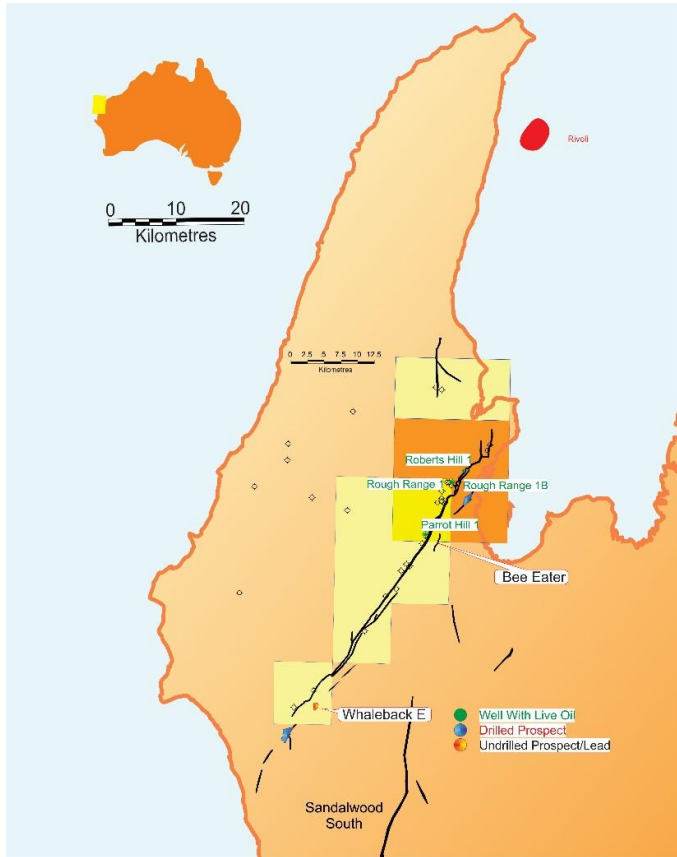 Rivoli
0 10 20
Kilometres
0 2.5 5 7.5 10 12.5
Kilometres
Roberts Hill 1
Rough Range 1
Rough Range 1B
Parrot Hill 1
Bee Eater
Whaleback E
Well With Live Oil
Drilled Prospect
Undrilled Prospect/Lead
Sandalwood
South